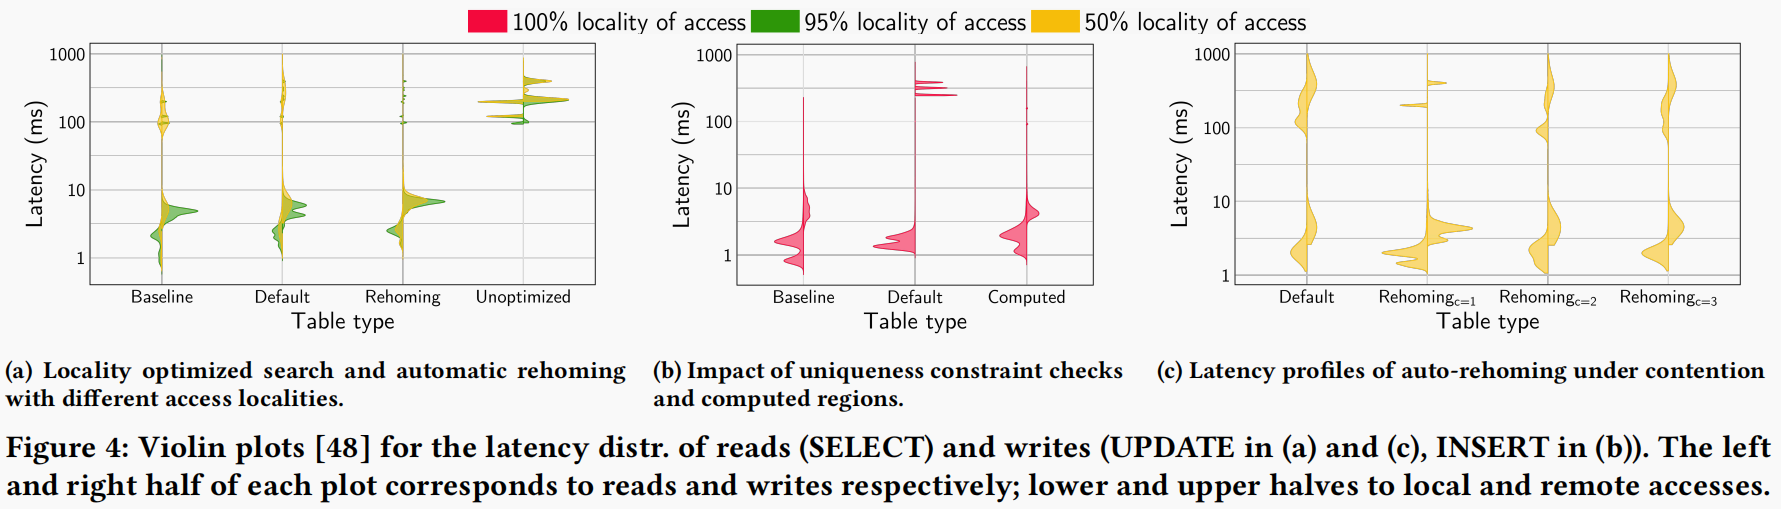 100% locality of access 95% locality of access 50% locality of access
1000
100
10
1
Latency (ms)
Baseline Default Rehoming Unoptimized
Table type
1000
100
10
1
Latency (ms)
Baseline Default Computed
Table type
1000
100
10
1
Latency (ms)
Default Rehoming_{c=1} Rehoming_{c=2} Rehoming_{c=3}
Table type
(a) Locality optimized search and automatic rehoming
with different access localities.
(b) Impact of uniqueness constraint checks
and computed regions.
(c) Latency profiles of auto-rehoming under contention
Figure 4: Violin plots [48] for the latency distr. of reads (SELECT) and writes (UPDATE in (a) and (c), INSERT in (b)). The left
and right half of each plot corresponds to reads and writes respectively; lower and upper halves to local and remote accesses.